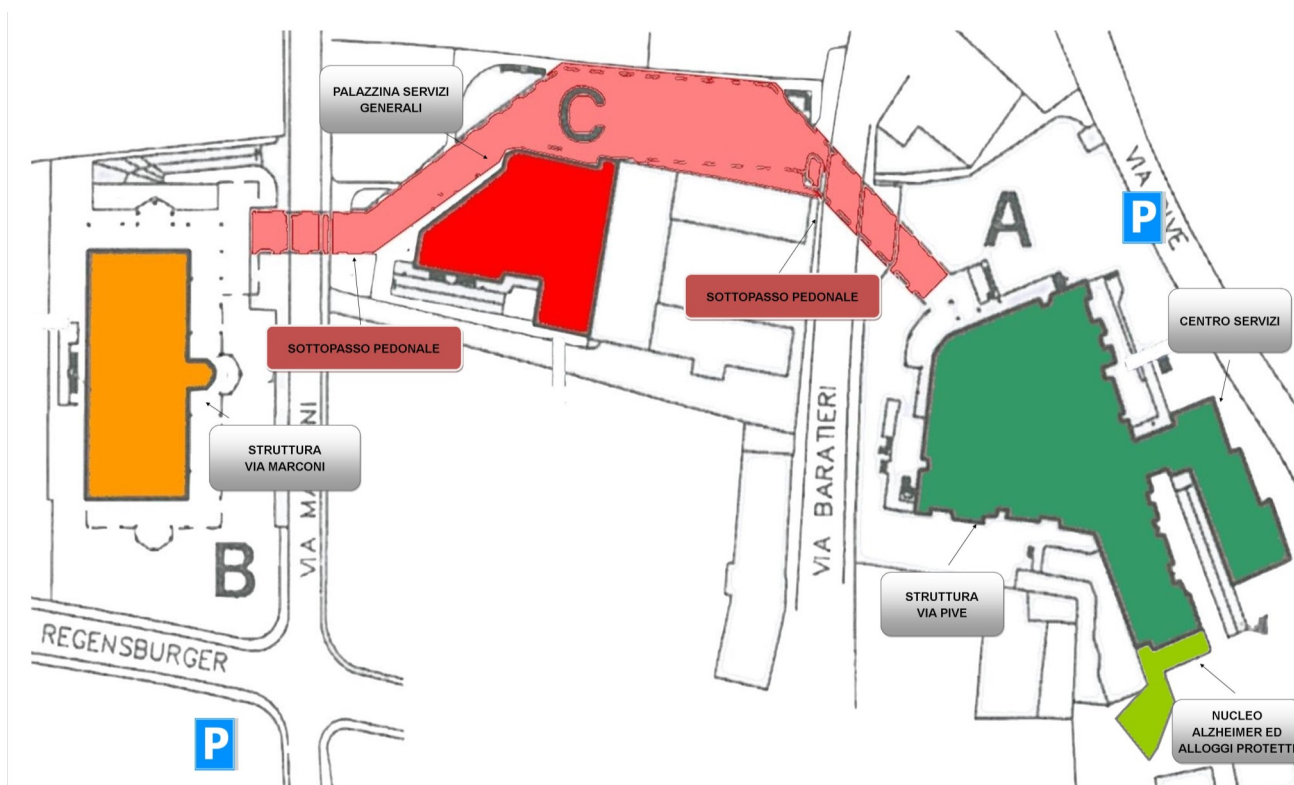 PALAZZINA SERVIZI
GENERALI
C
A
VIA PIVE
P
SOTTOPASSO PEDONALE
CENTRO SERVIZI
SOTTOPASSO PEDONALE
STRUTTURA
VIA MARCONI
VIA BARATIERI
B
STRUTTURA
VIA PIVE
REGENSBURGER
P
NUCLEO
ALZHEIMER ED
ALLOGGI PROTETTI